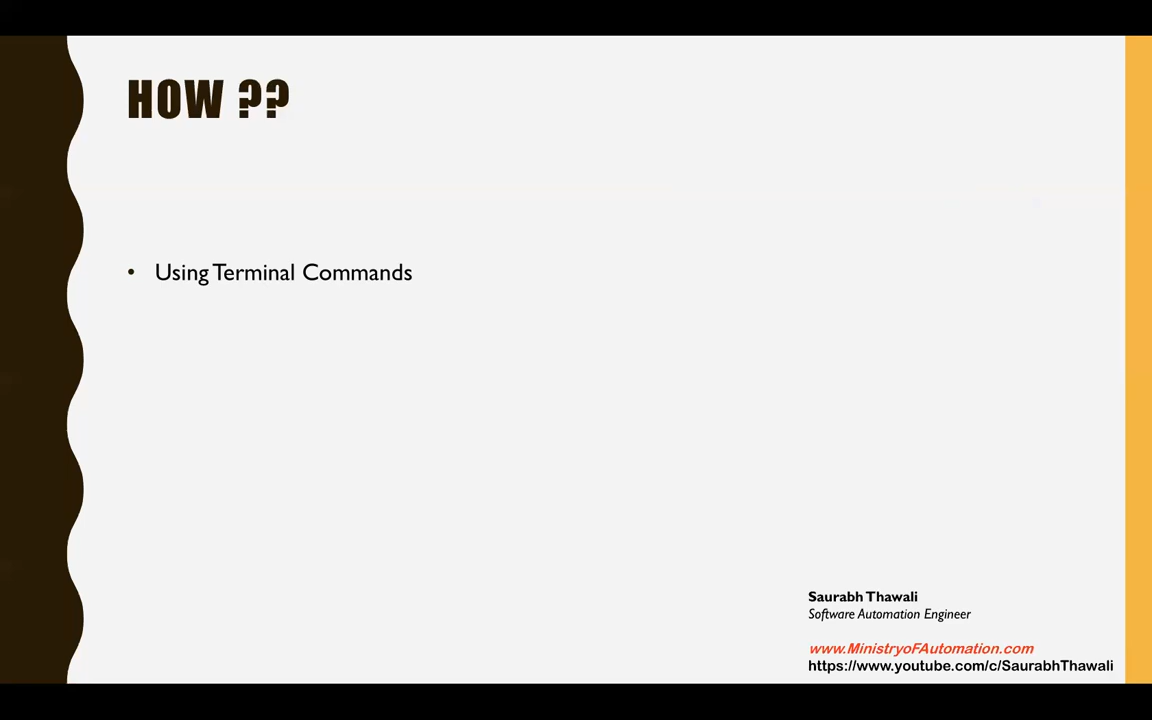 HOW ??
• Using Terminal Commands
Saurabh Thawali
Software Automation Engineer
www.MinistryoFAutomation.com
https://www.youtube.com/c/SaurabhThawali